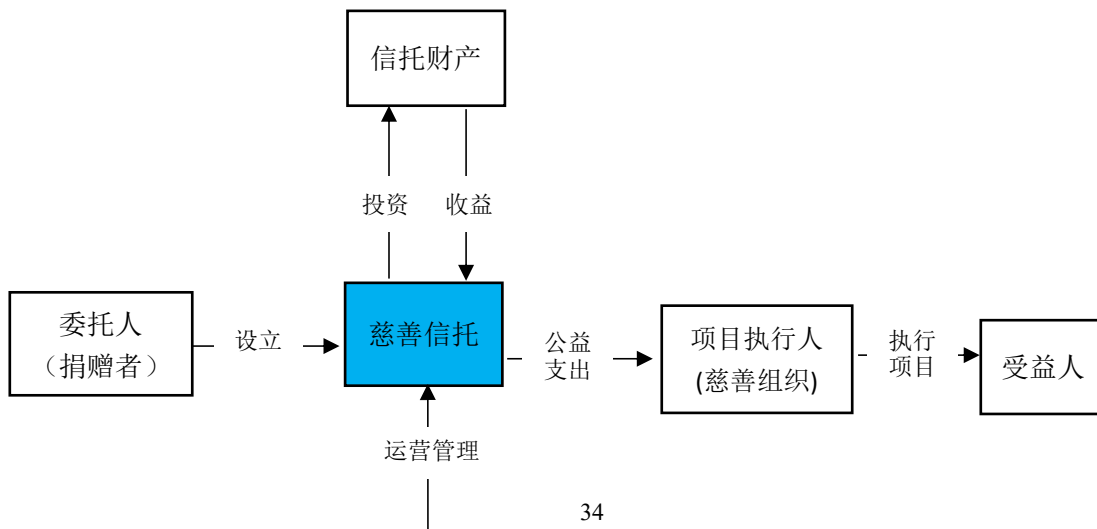 信托财产
投资
收益
委托人
（捐赠者）
设立
慈善信托
公益
支出
项目执行人
(慈善组织)
执行
项目
受益人
运营管理
34